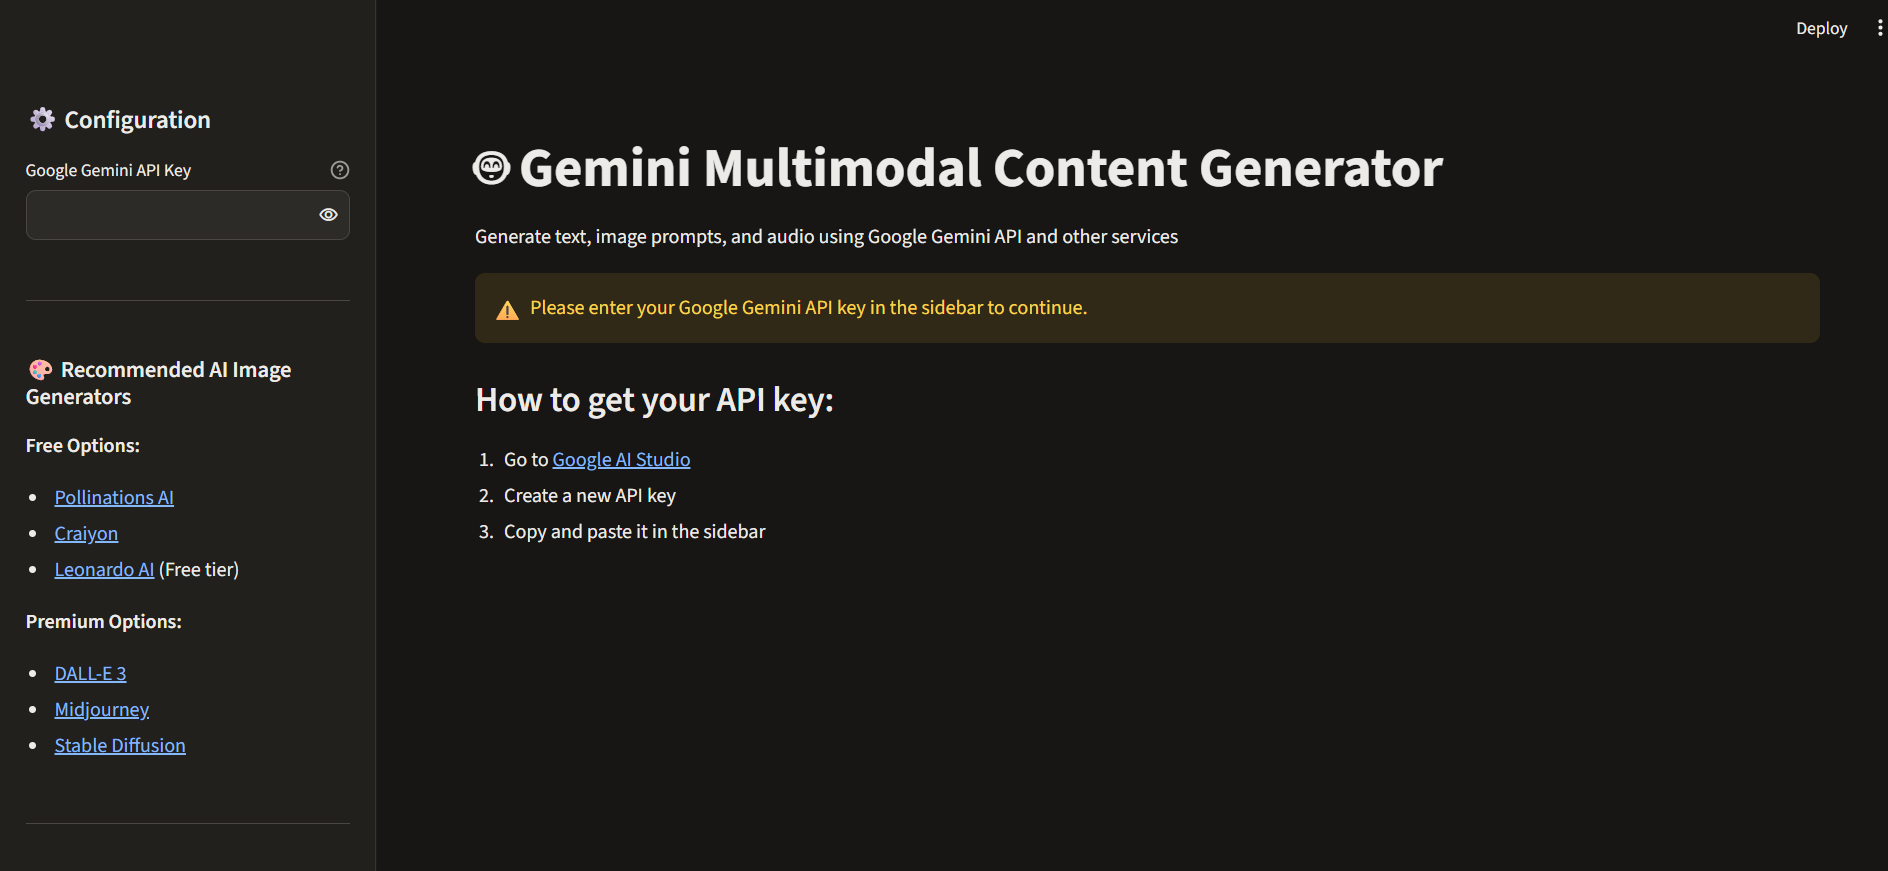 Deploy
Configuration
Google Gemini API Key
Recommended AI Image
Generators
Free Options:
Pollinations AI
Craiyon
Leonardo AI (Free tier)
Premium Options:
DALL-E 3
Midjourney
Stable Diffusion
Gemini Multimodal Content Generator
Generate text, image prompts, and audio using Google Gemini API and other services
Please enter your Google Gemini API key in the sidebar to continue.
How to get your API key:
1. Go to Google AI Studio
2. Create a new API key
3. Copy and paste it in the sidebar